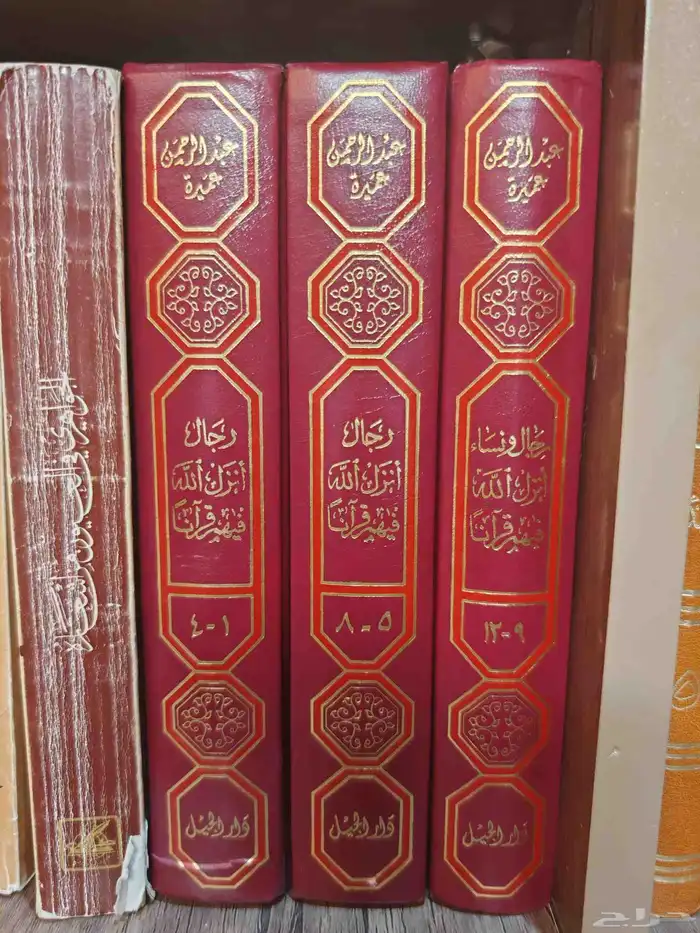 عبد الرحمن
عميرة
رجال
أنزل الله
فيهم قرآناً
١-٤
دار الجيل
عبد الرحمن
عميرة
رجال
أنزل الله
فيهم قرآناً
٥-٨
دار الجيل
عبد الرحمن
عميرة
رجال ونساء
أنزل الله
فيهم قرآناً
٩-١٢
دار الجيل
حراج